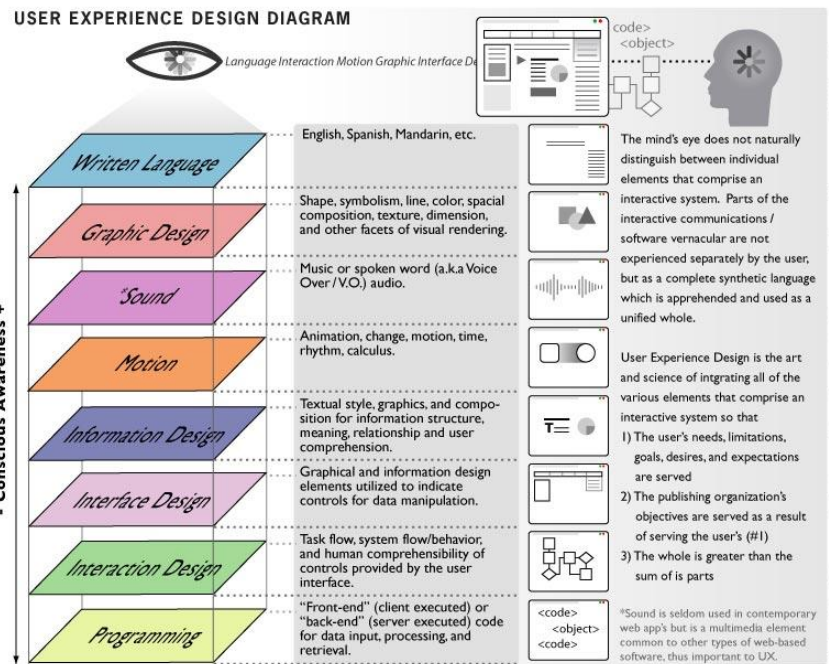 USER EXPERIENCE DESIGN DIAGRAM
Language Interaction Motion Graphic Interface De
code>
<object>
Conscious Awareness +
Written Language
English, Spanish, Mandarin, etc.
Graphic Design
Shape, symbolism, line, color, spacial
composition, texture, dimension,
and other facets of visual rendering.
*Sound
Music or spoken word (a.k.a Voice
Over / V.O.) audio.
Motion
Animation, change, motion, time,
rhythm, calculus.
Information Design
Textual style, graphics, and compo-
sition for information structure,
meaning, relationship and user
comprehension.
T
Interface Design
Graphical and information design
elements utilized to indicate
controls for data manipulation.
Interaction Design
Task flow, system flow/behavior,
and human comprehensibility of
controls provided by the user
interface.
Programming
“Front-end” (client executed) or
“back-end” (server executed) code
for data input, processing, and
retrieval.
<code>
<object>
<code>
The mind's eye does not naturally
distinguish between individual
elements that comprise an
interactive system. Parts of the
interactive communications /
software vernacular are not
experienced separately by the user,
but as a complete synthetic language
which is apprehended and used as a
unified whole.
User Experience Design is the art
and science of intgrating all of the
various elements that comprise an
interactive system so that
1) The user's needs, limitations,
goals, desires, and expectations
are served
2) The publishing organization's
objectives are served as a result
of serving the user's (#1)
3) The whole is greater than the
sum of is parts
*Sound is seldom used in contemporary
web app's but is a multimedia element
common to other types of web-based
software, thus important to UX.